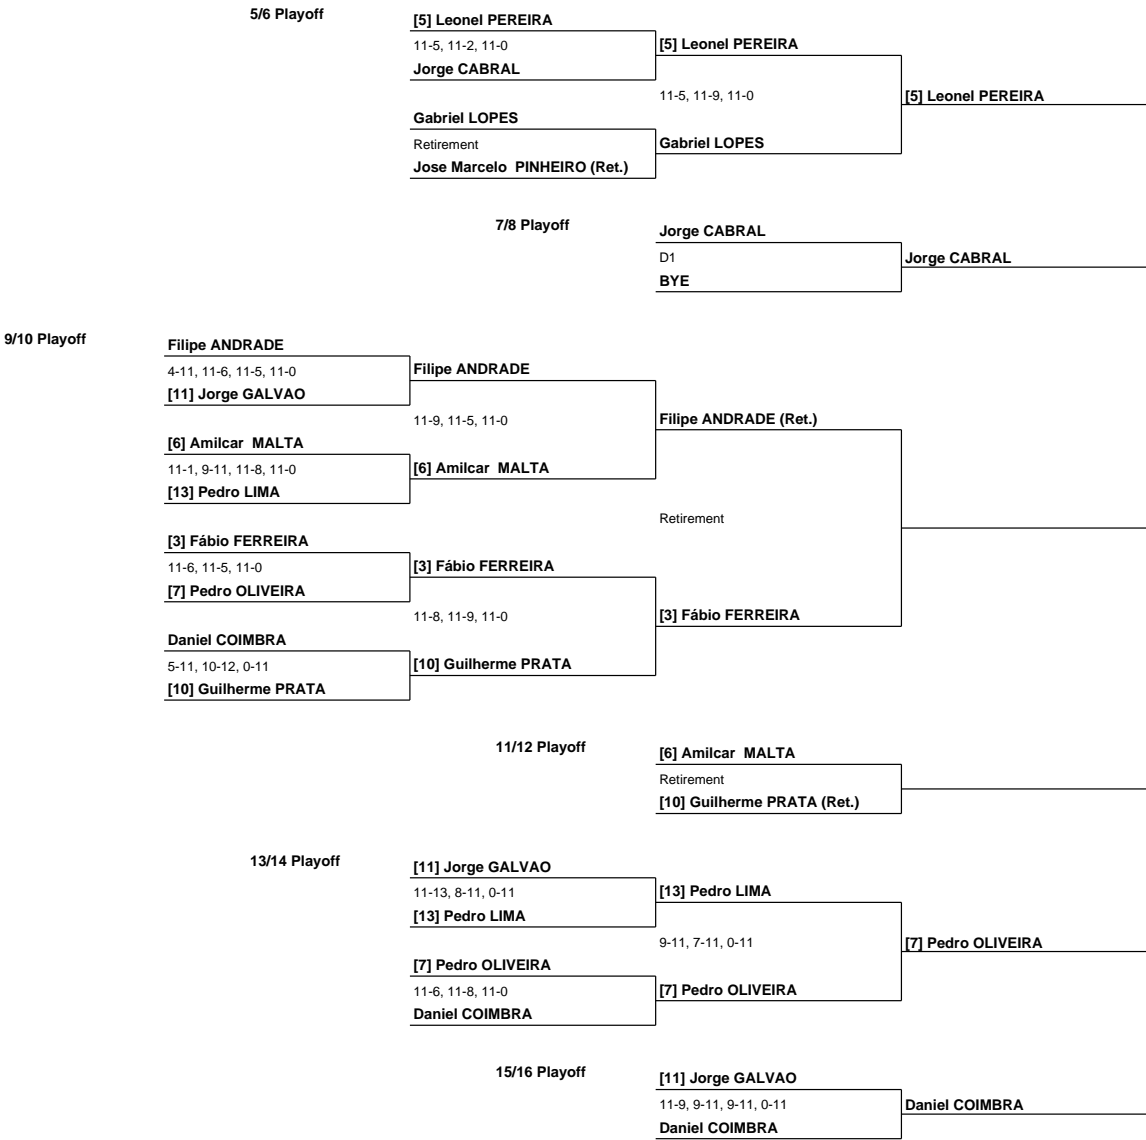 5/6 Playoff
[5] Leonel PEREIRA
11-5, 11-2, 11-0
[5] Leonel PEREIRA
Jorge CABRAL
11-5, 11-9, 11-0
[5] Leonel PEREIRA
Gabriel LOPES
Retirement
Gabriel LOPES
Jose Marcelo PINHEIRO (Ret.)
7/8 Playoff
Jorge CABRAL
D1
Jorge CABRAL
BYE
9/10 Playoff
Filipe ANDRADE
4-11, 11-6, 11-5, 11-0
Filipe ANDRADE
[11] Jorge GALVAO
11-9, 11-5, 11-0
Filipe ANDRADE (Ret.)
[6] Amilcar MALTA
11-1, 9-11, 11-8, 11-0
[6] Amilcar MALTA
[13] Pedro LIMA
Retirement
[3] Fábio FERREIRA
11-6, 11-5, 11-0
[3] Fábio FERREIRA
[7] Pedro OLIVEIRA
11-8, 11-9, 11-0
[3] Fábio FERREIRA
Daniel COIMBRA
5-11, 10-12, 0-11
[10] Guilherme PRATA
[10] Guilherme PRATA
11/12 Playoff
[6] Amilcar MALTA
Retirement
[10] Guilherme PRATA (Ret.)
13/14 Playoff
[11] Jorge GALVAO
11-13, 8-11, 0-11
[13] Pedro LIMA
[13] Pedro LIMA
9-11, 7-11, 0-11
[7] Pedro OLIVEIRA
[7] Pedro OLIVEIRA
11-6, 11-8, 11-0
[7] Pedro OLIVEIRA
Daniel COIMBRA
15/16 Playoff
[11] Jorge GALVAO
11-9, 9-11, 9-11, 0-11
Daniel COIMBRA
Daniel COIMBRA